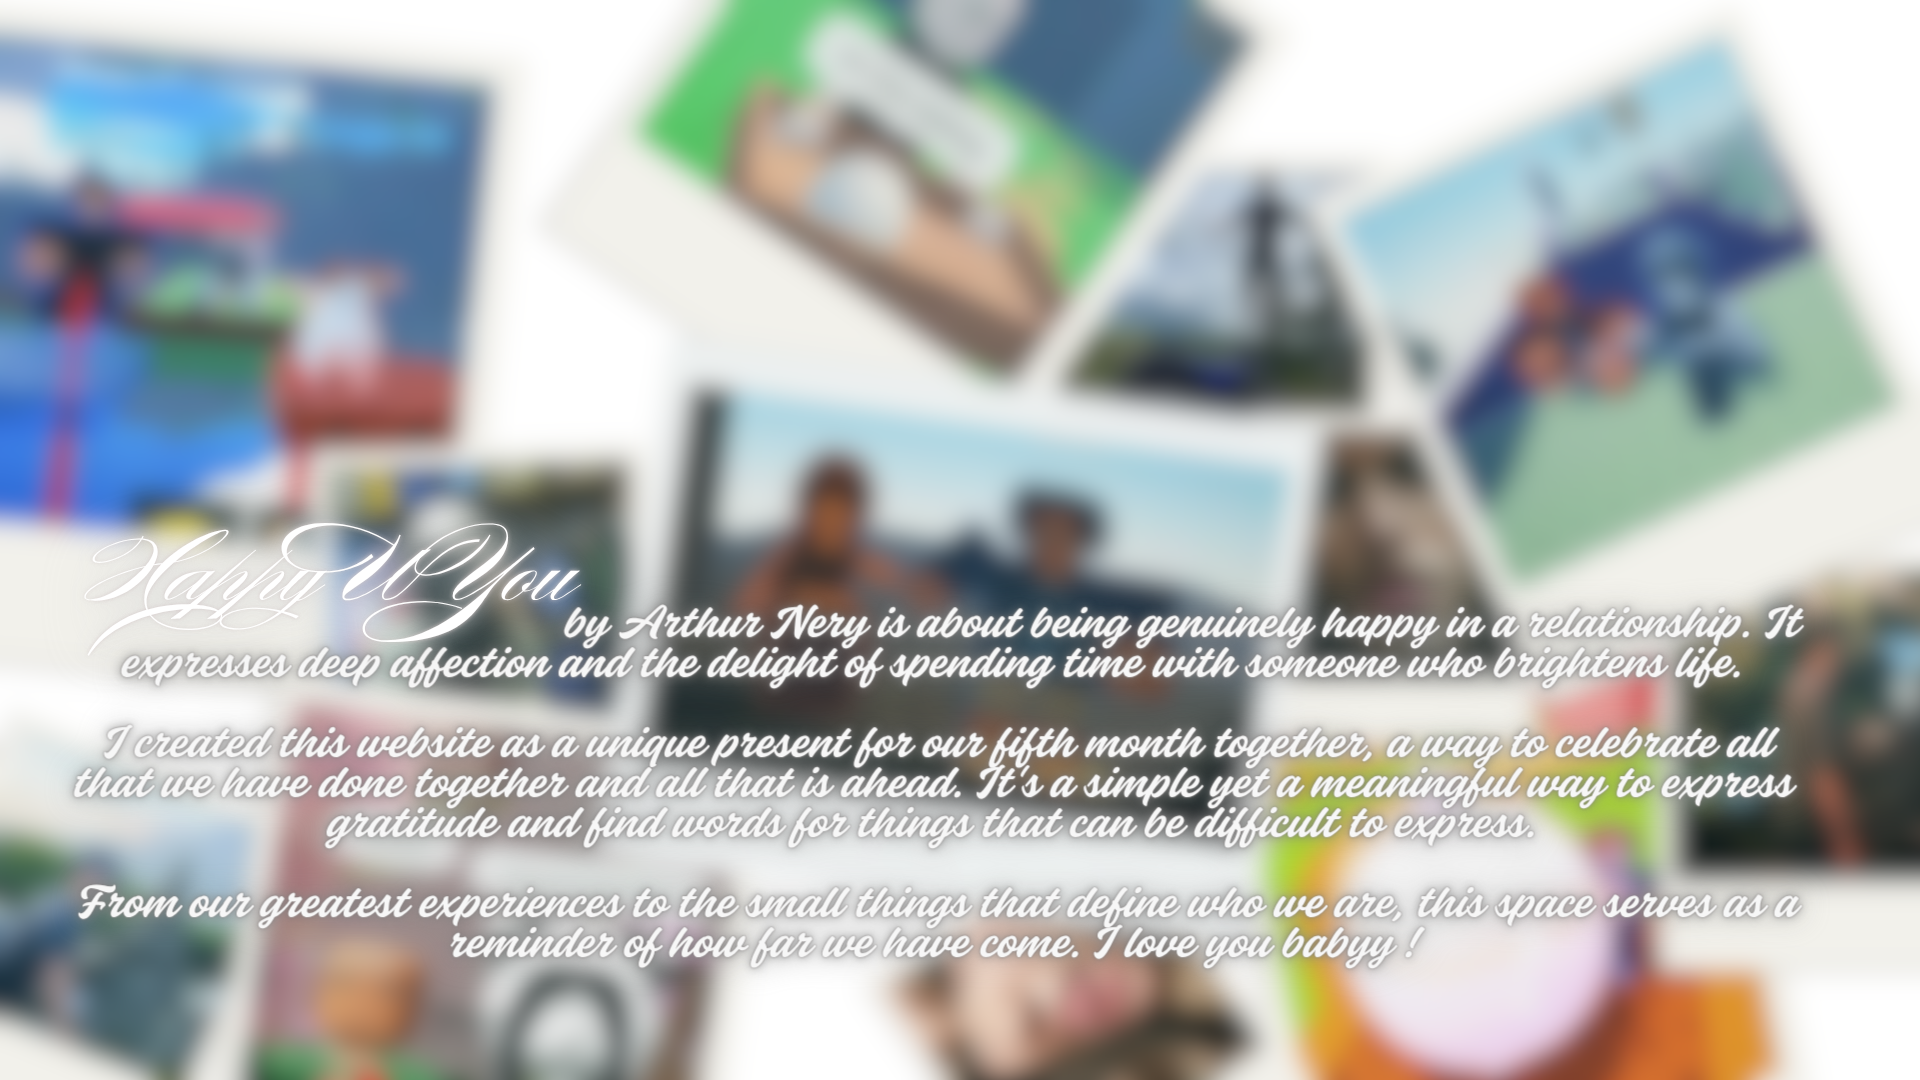 Happy W You
by Arthur Nery is about being genuinely happy in a relationship. It
expresses deep affection and the delight of spending time with someone who brightens life.
I created this website as a unique present for our fifth month together, a way to celebrate all
that we have done together and all that is ahead. It's a simple yet a meaningful way to express
gratitude and find words for things that can be difficult to express.
From our greatest experiences to the small things that define who we are, this space serves as a
reminder of how far we have come. I love you babyy !